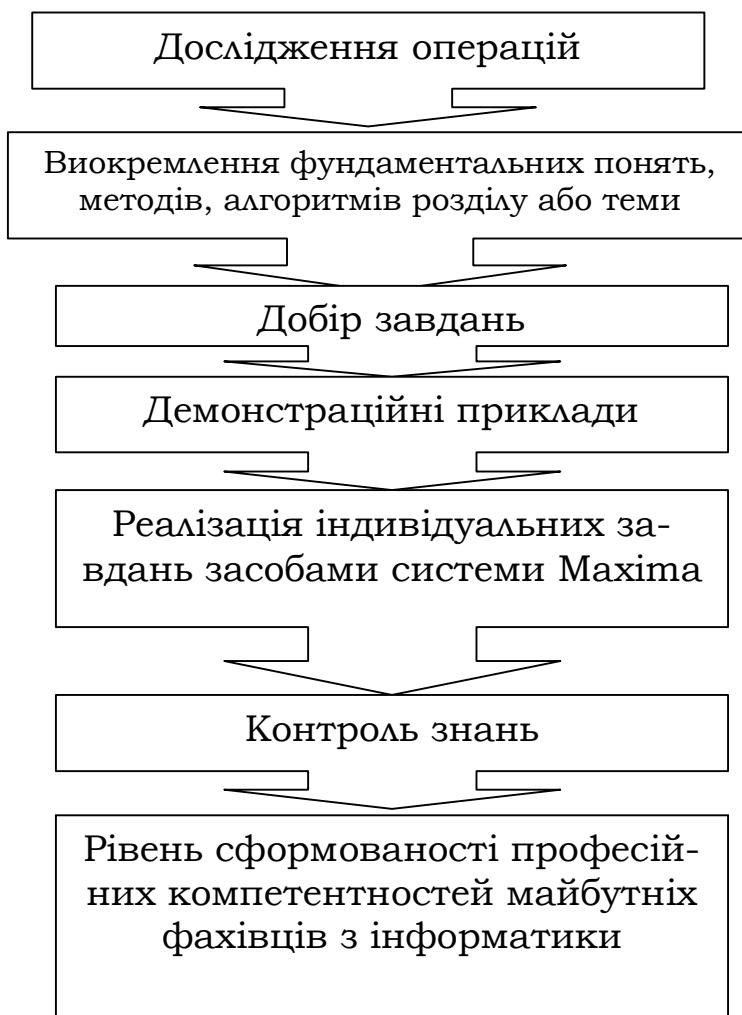 Дослідження операцій
Виокремлення фундаментальних понять,
методів, алгоритмів розділу або теми
Добір завдань
Демонстраційні приклади
Реалізація індивідуальних за-
вдань засобами системи Maxima
Контроль знань
Рівень сформованості професій-
них компетентностей майбутніх
фахівців з інформатики